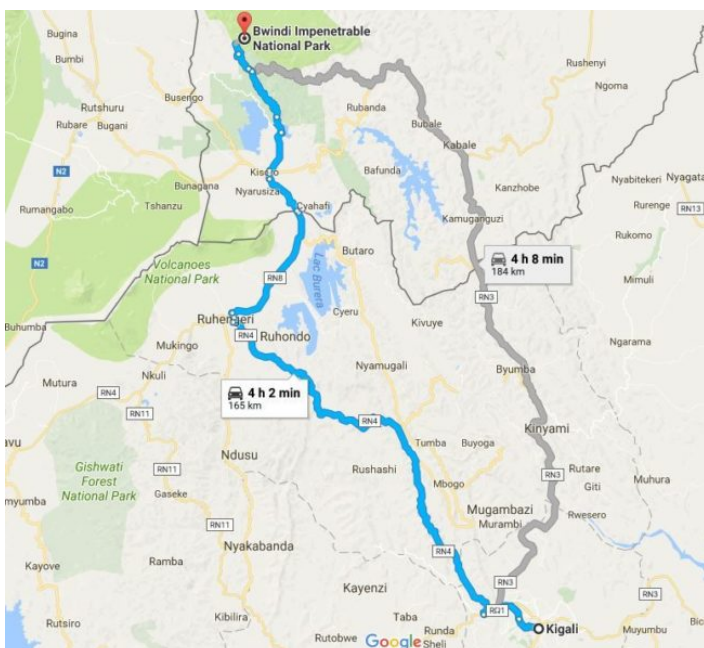 Bwindi Impenetrable
National Park
Bugina
Bumbi
Rushenyi
Ngoma
Rutshuru
Busengo
Rubanda
Rubare
Bugani
Bubale
Kabale
N2
Kisoro
Bafunda
Nyabitekeri
Nyagata
Bunagana
Nyarusiza
Kanzhobe
Rurenge
Rumangabo
Tshanzu
Cyahafi
Kamuganguzi
RN13
Rukomo
Butaro
N2
Volcanoes
National Park
RN8
Lac Burera
4 h 8 min
184 km
Mimuli
RN3
Buhumba
Ruhengeri
Cyeru
Kivuye
RN4
Ruhondo
Ngarama
Mukingo
Nyamugali
Byumba
Nkuli
Mutura
RN4
4 h 2 min
165 km
RN11
RN4
Kinyami
Gishwati
Forest
National Park
Ndusu
Tumba
Buyoga
RN11
Rushashi
Rutare
Gaseke
Mbogo
RN3
Giti
Muhura
Mugambazi
Rwesero
RN11
Murambi
Nyakabanda
RN4
Ramba
Kayove
Kayenzi
RN3
RN3
Kibilira
Taba
Kigali
Rutsiro
Runda
Muyumbu
Rutobwe
Google
Sheli